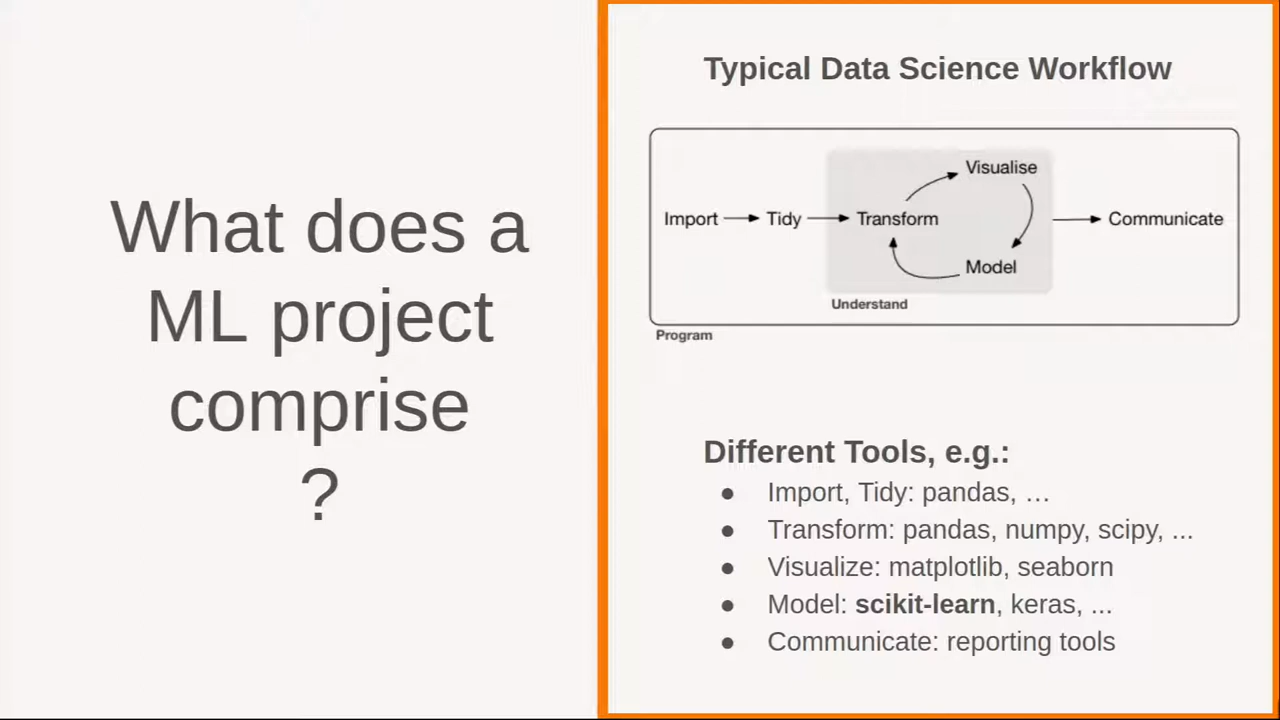 What does a
ML project
comprise
?
Typical Data Science Workflow
Import
Tidy
Transform
Visualise
Model
Communicate
Understand
Program
Different Tools, e.g.:
● Import, Tidy: pandas, …
● Transform: pandas, numpy, scipy, ...
● Visualize: matplotlib, seaborn
● Model: scikit-learn, keras, ...
● Communicate: reporting tools